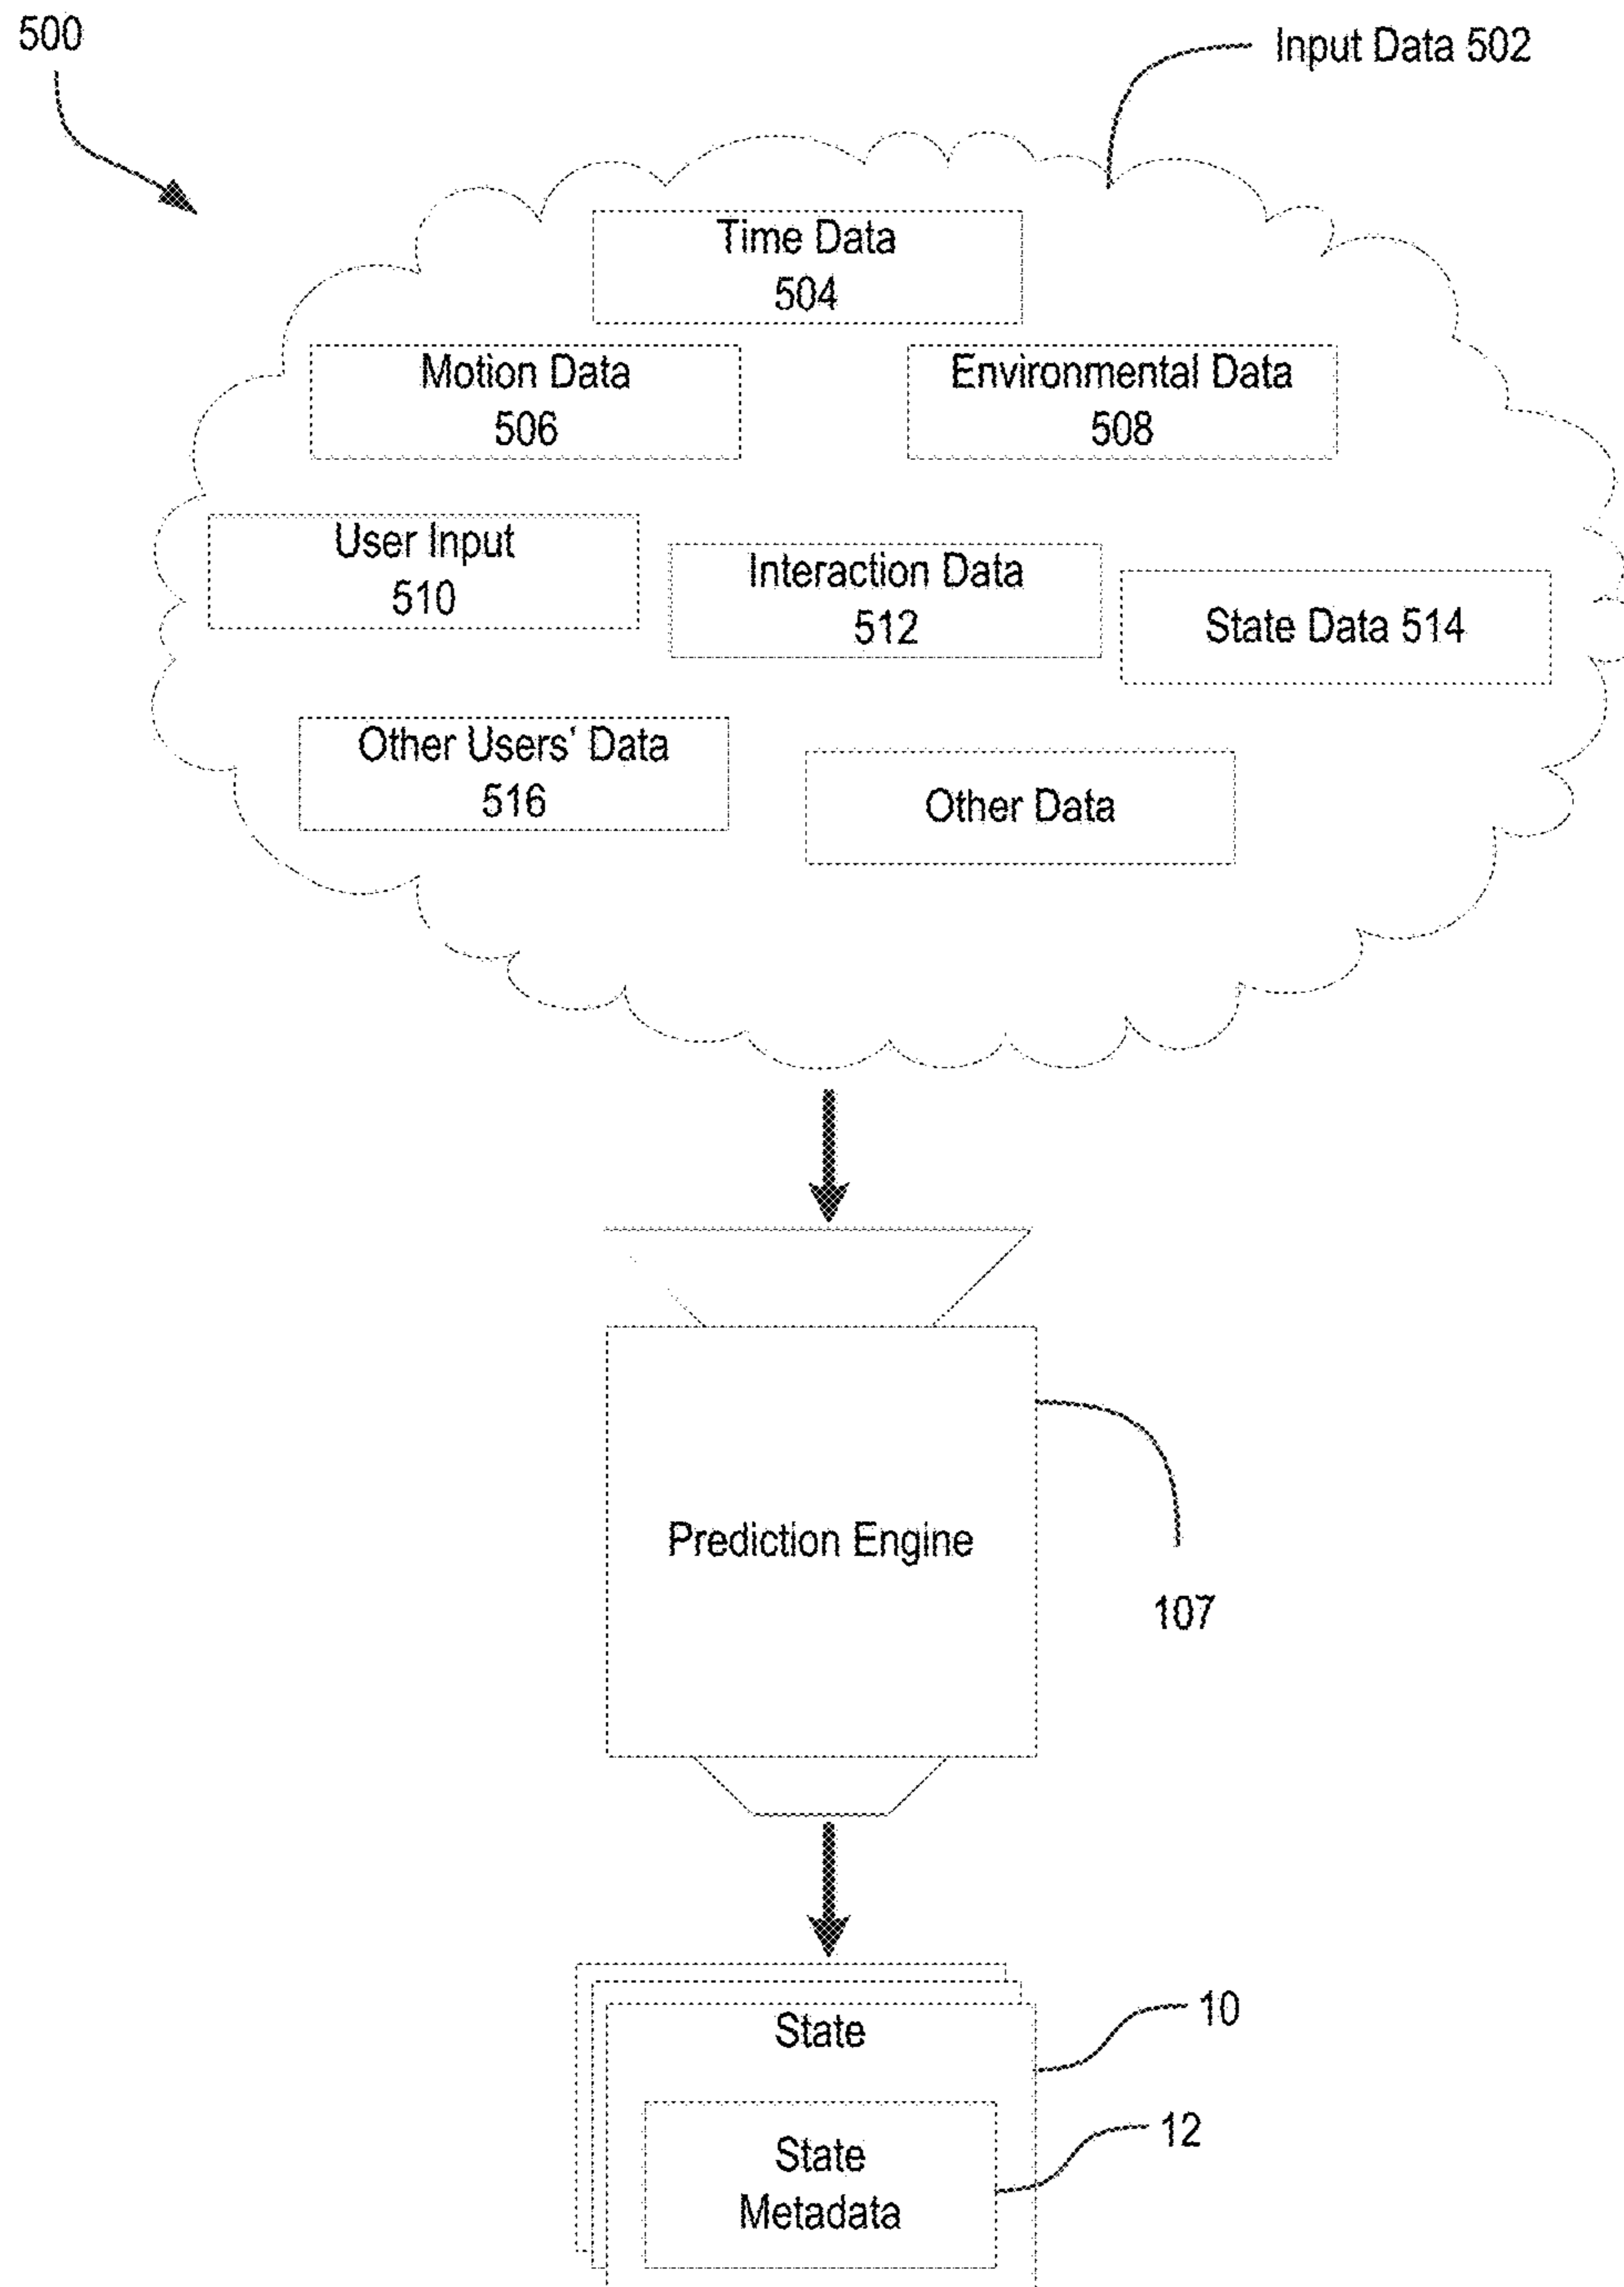 500
Input Data 502
Time Data
504
Motion Data
506
Environmental Data
508
User Input
510
Interaction Data
512
State Data 514
Other Users' Data
516
Other Data
Prediction Engine
107
State
10
State
Metadata
12